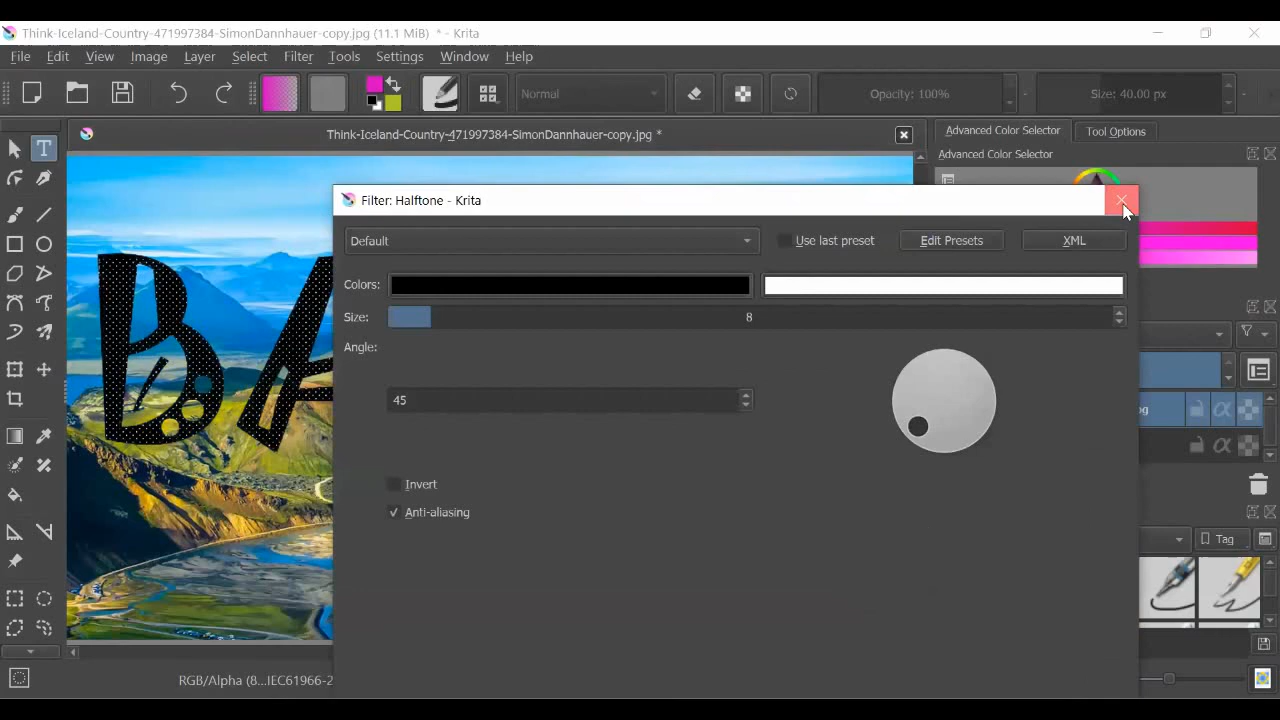 Think-Iceland-Country-471997384-SimonDannhauer-copy.jpg (11.1 MiB) * - Krita
File Edit View Image Layer Select Filter Tools Settings Window Help
Normal Opacity: 100% Size: 40.00 px
Think-Iceland-Country-471997384-SimonDannhauer-copy.jpg *
Advanced Color Selector Tool Options
Advanced Color Selector
Filter: Halftone - Krita
Default Use last preset Edit Presets XML
Colors:
Size: 8
Angle:
45
Invert
Anti-aliasing
BA
Tag
RGB/Alpha (8...IEC61966-2